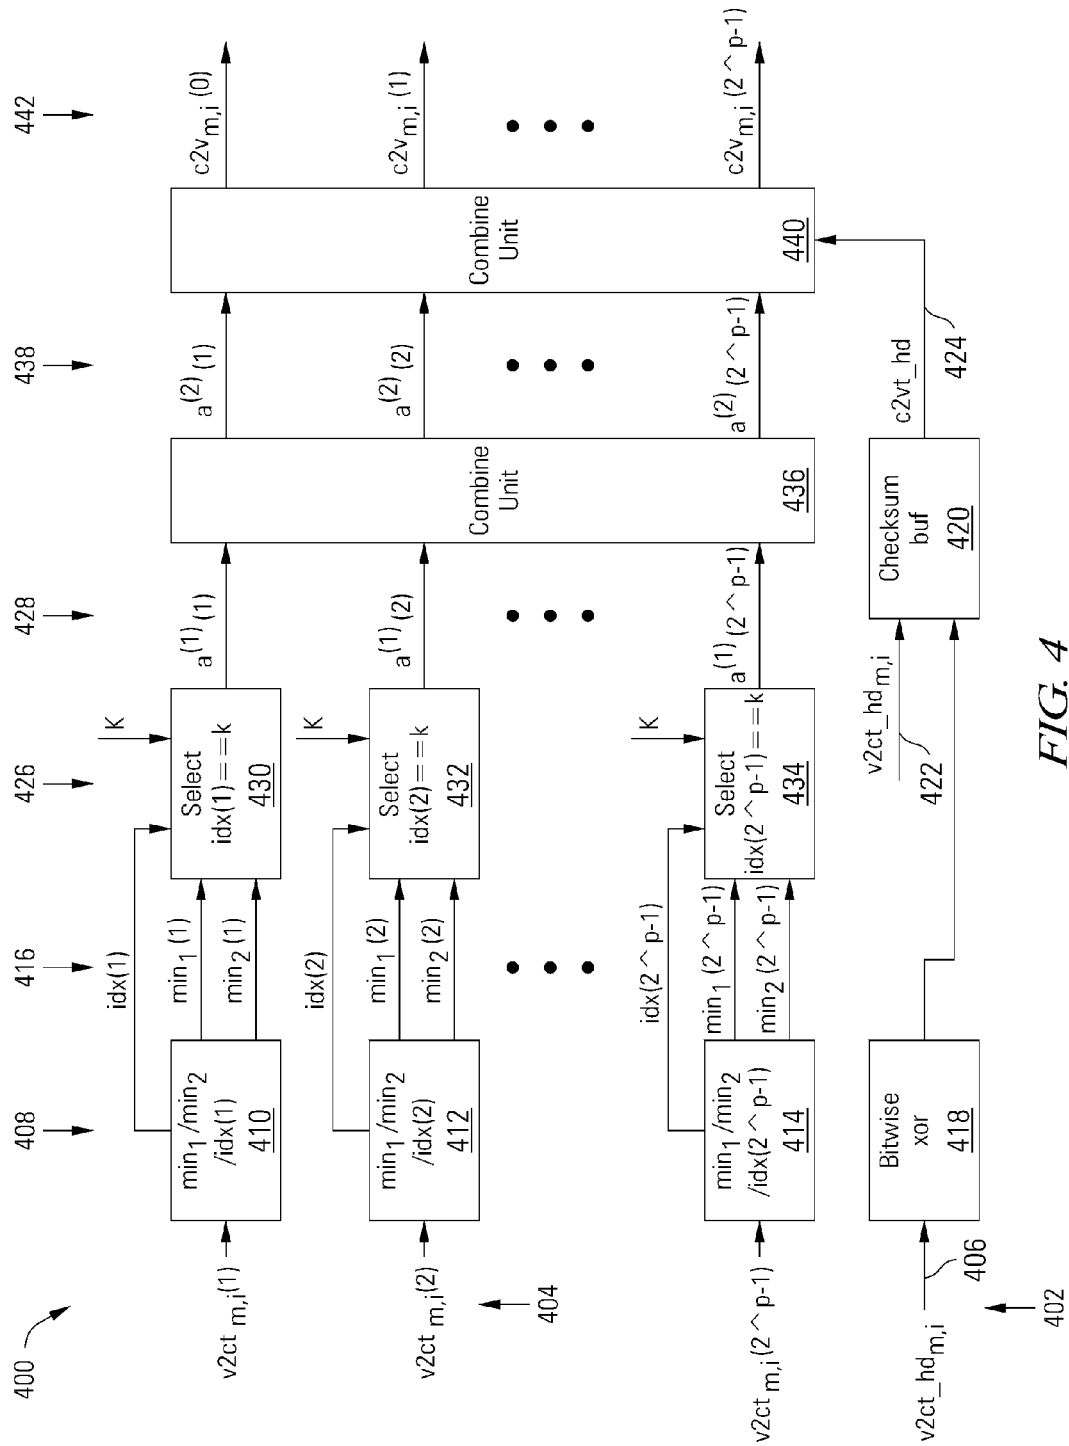 400
408
416
426
428
438
442
v2ct m,i(1)
min1/min2
/idx(1)
410
idx(1)
min1 (1)
min2 (1)
K
Select
idx(1)==k
430
a(1)(1)
a(2)(1)
c2vm,i(0)
v2ct m,i(2)
min1/min2
/idx(2)
412
idx(2)
min1 (2)
min2 (2)
K
Select
idx(2)==k
432
a(1)(2)
Combine
Unit
436
a(2)(2)
Combine
Unit
440
c2vm,i(1)
404
v2ct m,i(2^p-1)
min1/min2
/idx(2^p-1)
414
idx(2^p-1)
min1 (2^p-1)
min2 (2^p-1)
K
Select
idx(2^p-1)==k
434
a(1)(2^p-1)
a(2)(2^p-1)
c2vm,i(2^p-1)
v2ct_hdm,i
406
402
Bitwise
xor
418
v2ct_hdm,i
422
Checksum
buf
420
c2vt_hd
424
FIG. 4